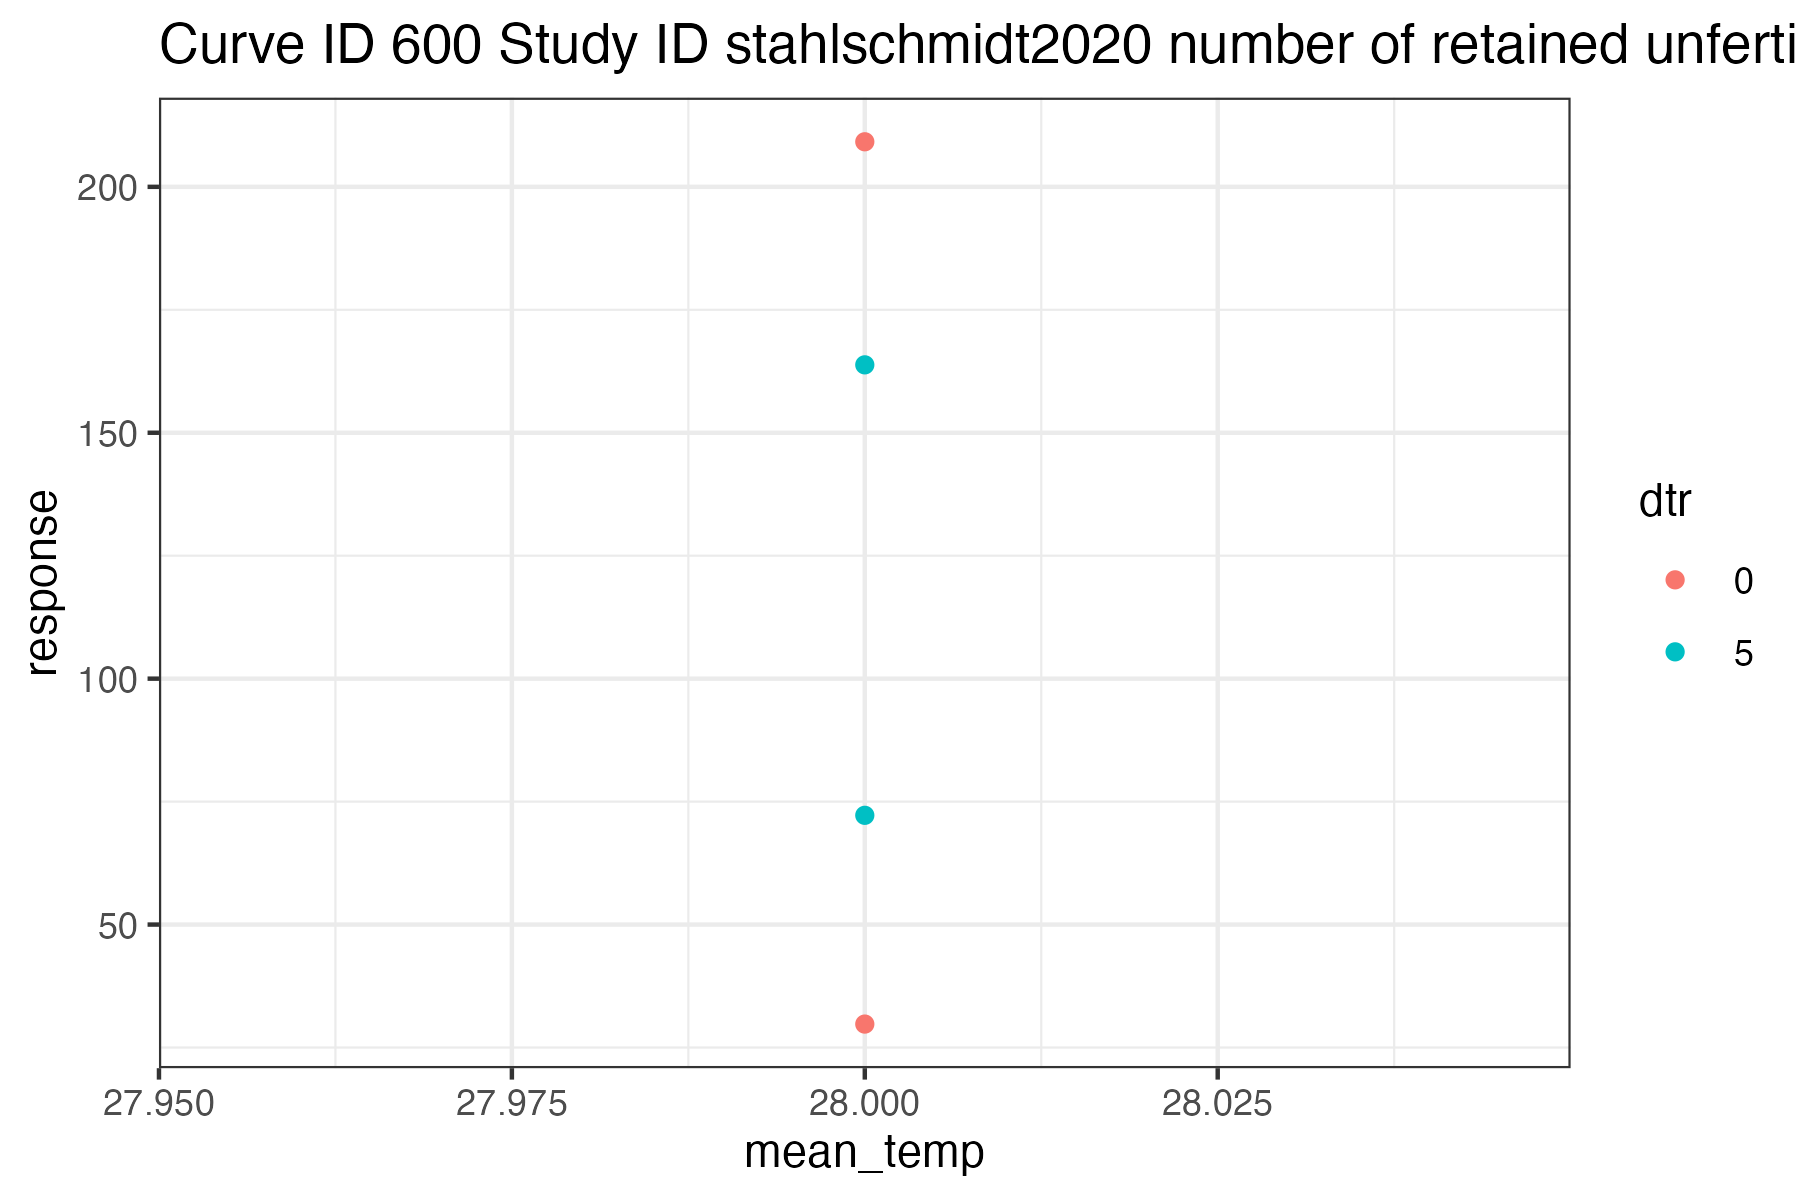 Curve ID 600 Study ID stahlschmidt2020 number of retained unferti
200
150
100
50
response
27.950 27.975 28.000 28.025
mean_temp
dtr
0
5